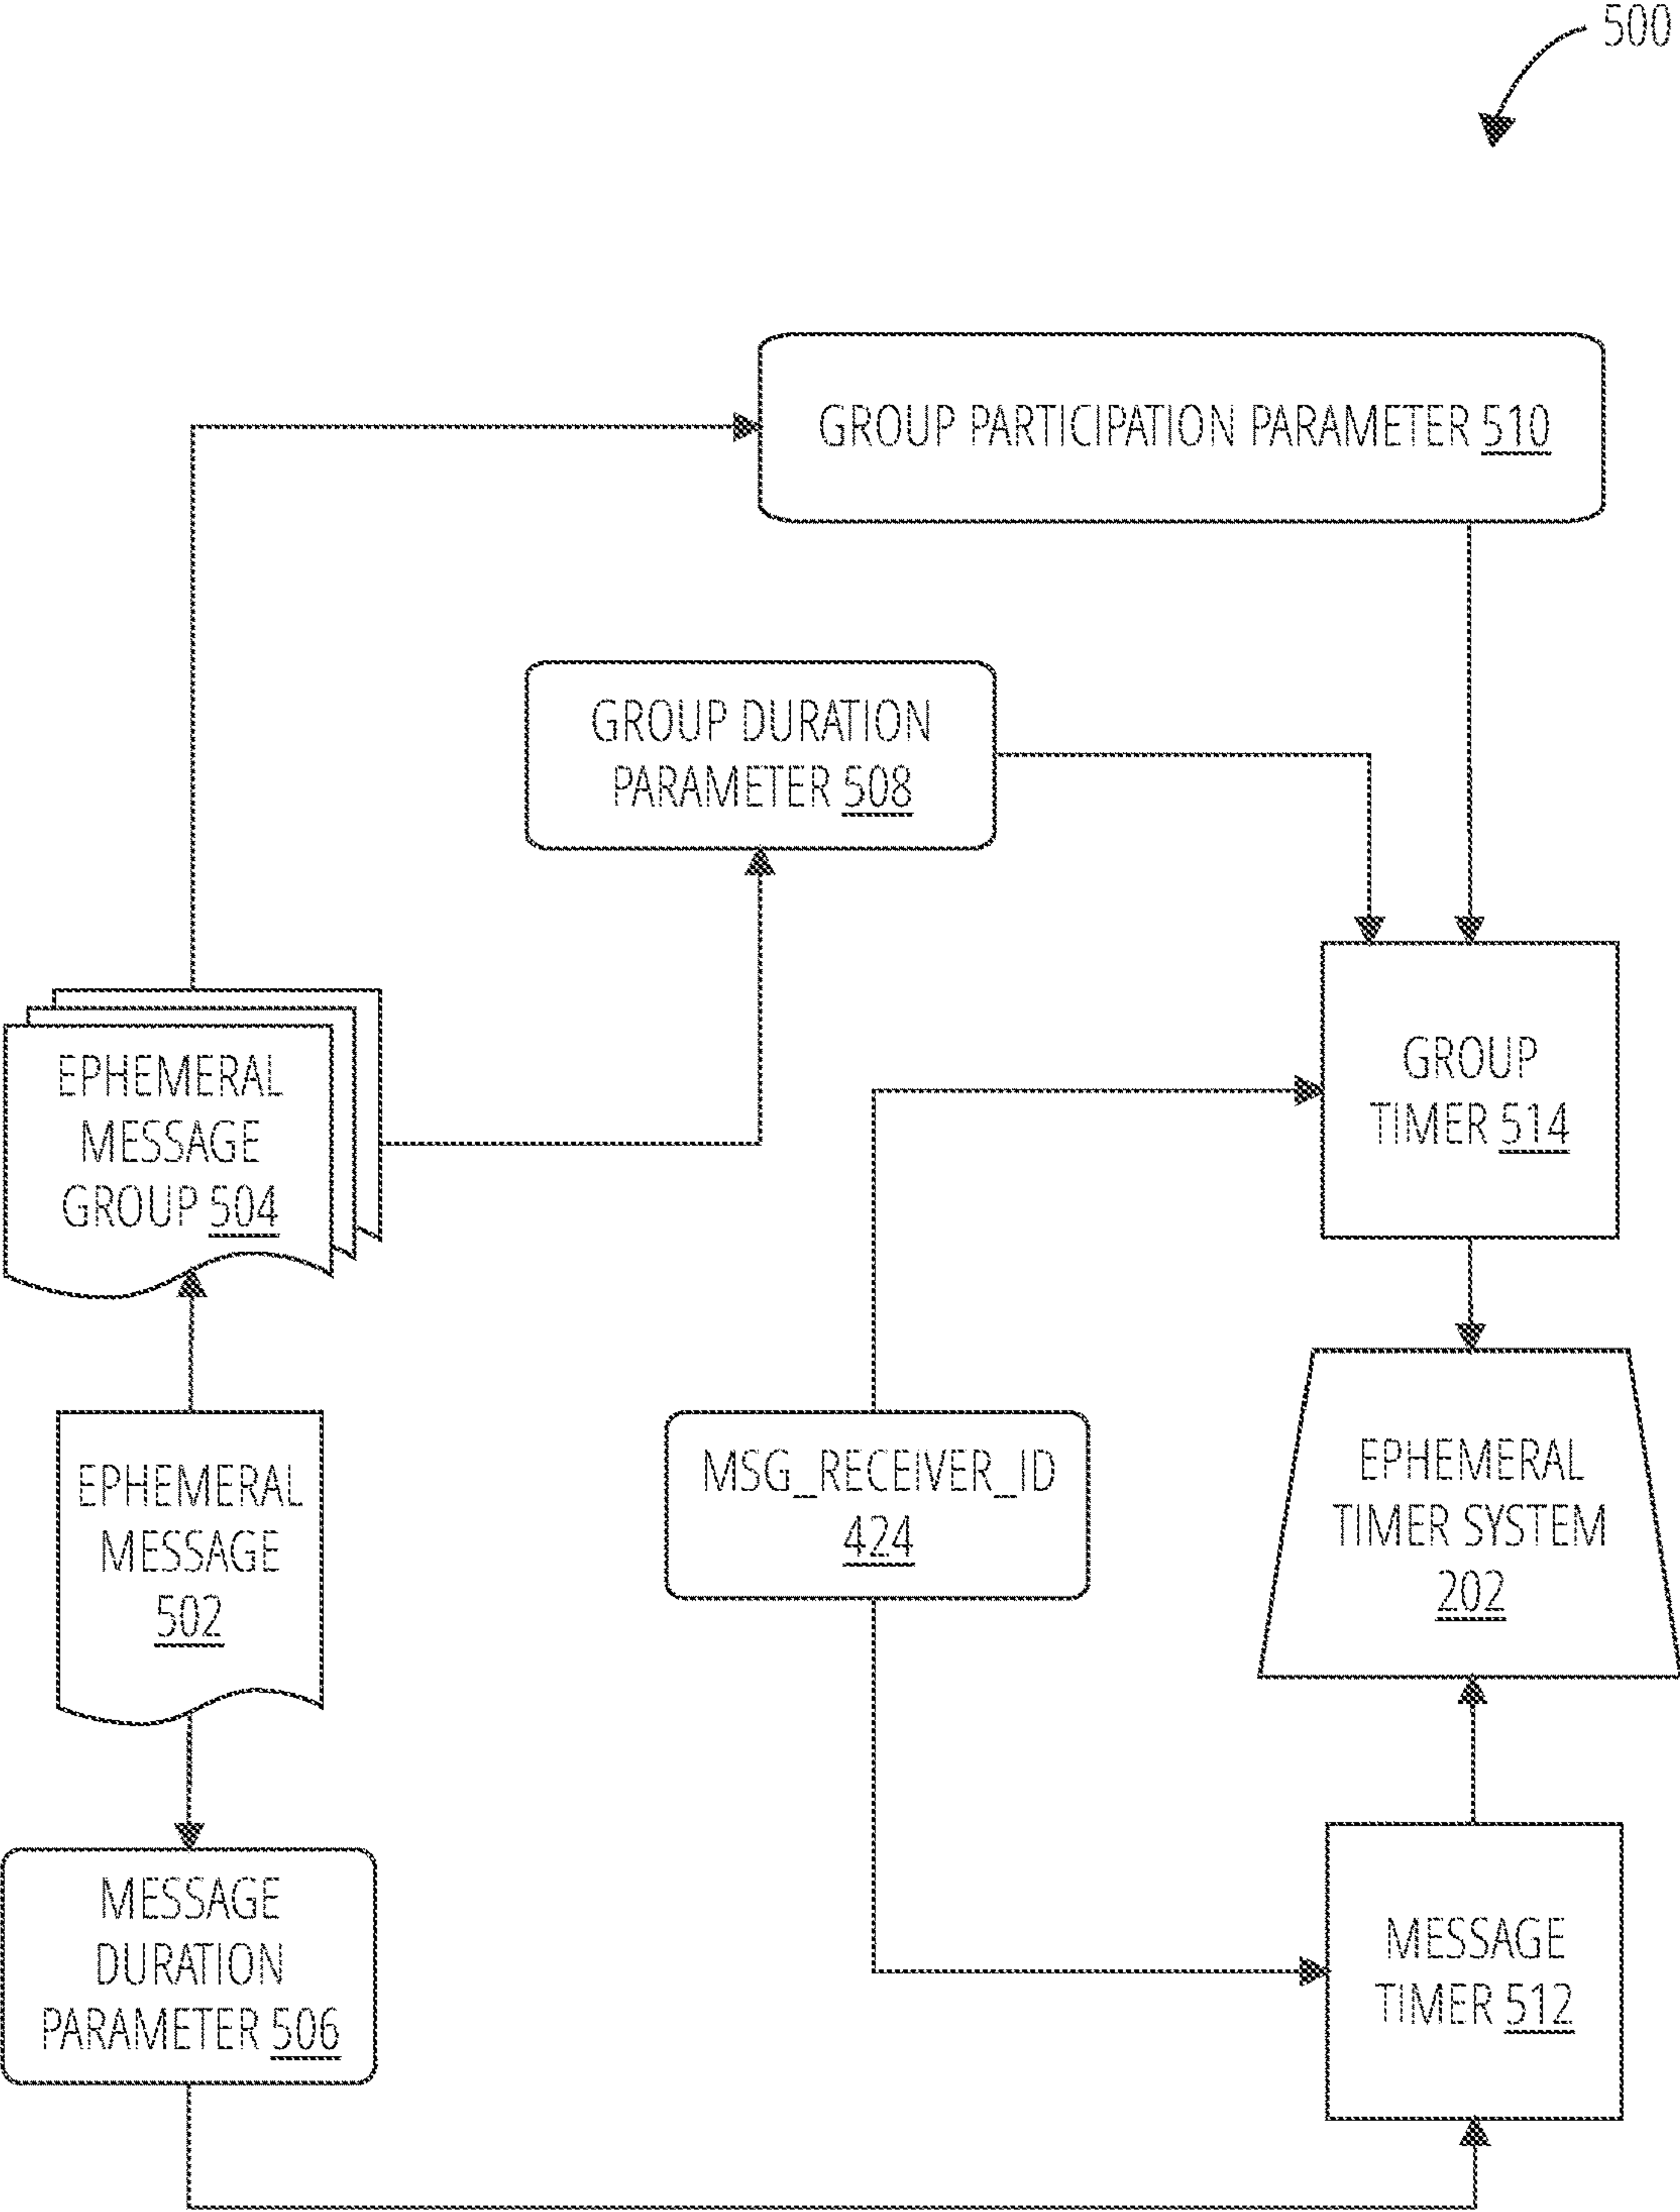 500
GROUP PARTICIPATION PARAMETER 510
GROUP DURATION
PARAMETER 508
EPHEMERAL
MESSAGE
GROUP 504
GROUP
TIMER 514
EPHEMERAL
MESSAGE
502
MSG_RECEIVER_ID
424
EPHEMERAL
TIMER SYSTEM
202
MESSAGE
DURATION
PARAMETER 506
MESSAGE
TIMER 512